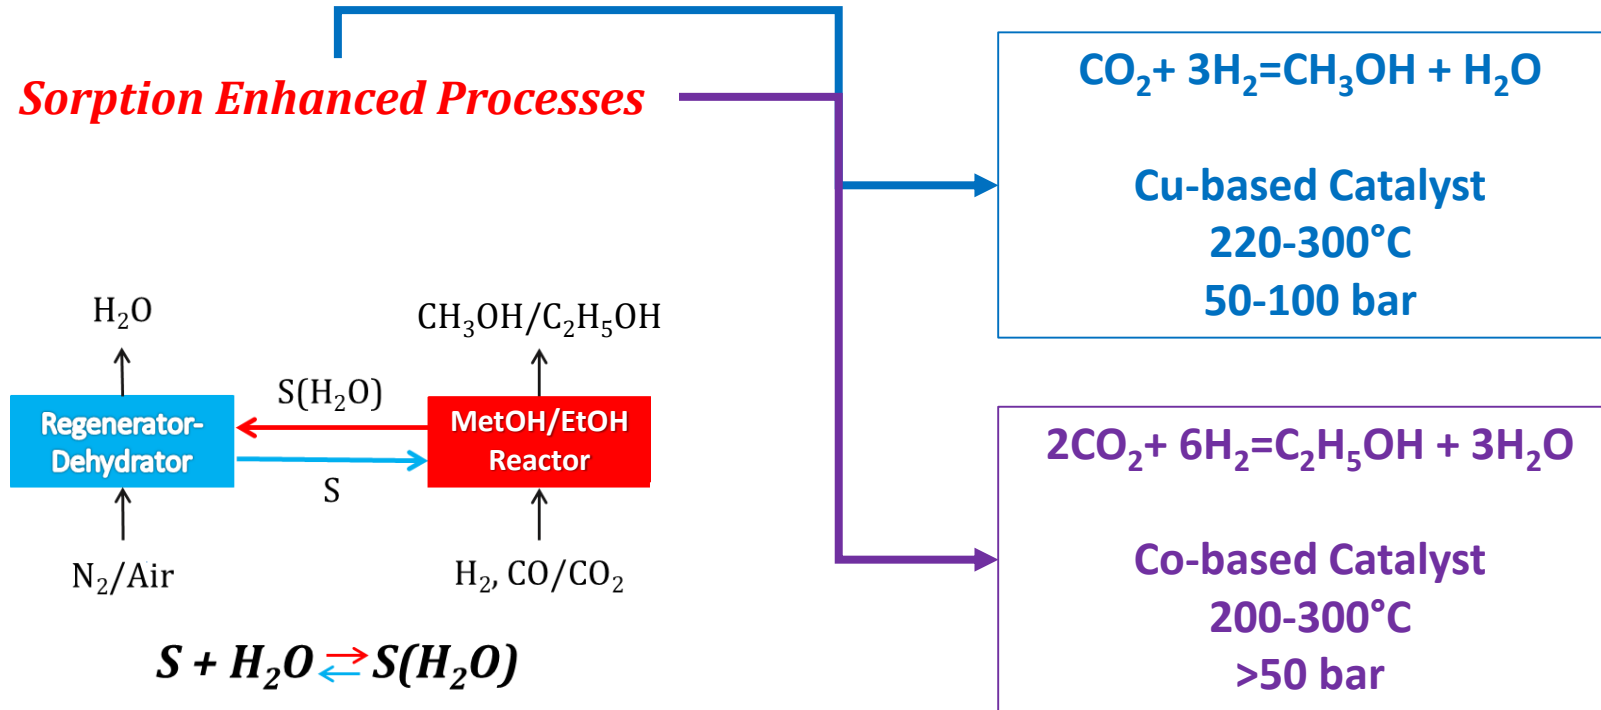 Sorption Enhanced Processes
CO₂+ 3H₂=CH₃OH + H₂O
Cu-based Catalyst
220-300°C
50-100 bar
H₂O
CH₃OH/C₂H₅OH
S(H₂O)
Regenerator-
Dehydrator
MetOH/EtOH
Reactor
S
N₂/Air
H₂, CO/CO₂
S + H₂O ⇄ S(H₂O)
2CO₂+ 6H₂=C₂H₅OH + 3H₂O
Co-based Catalyst
200-300°C
>50 bar